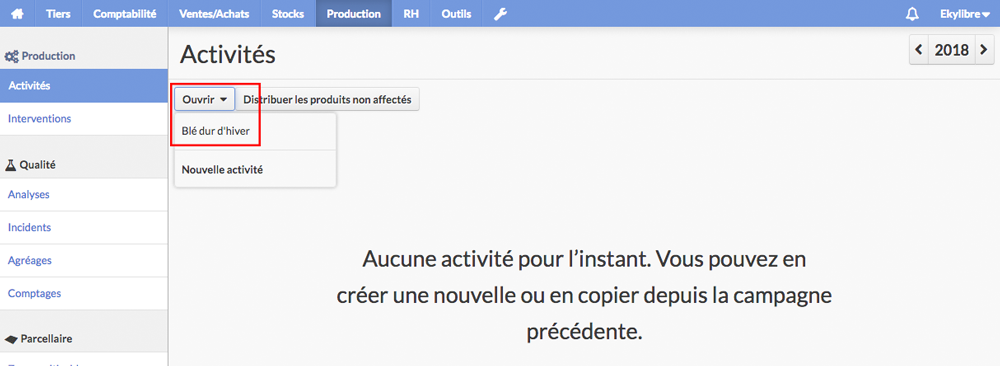 Tiers Comptabilité Ventes/Achats Stocks Production RH Outils Ekylibre
Production
Activités
Interventions
Qualité
Analyses
Incidents
Agréages
Comptages
Parcellaire
Activités
2018
Ouvrir Distribuer les produits non affectés
Blé dur d'hiver
Nouvelle activité
Aucune activité pour l’instant. Vous pouvez en
créer une nouvelle ou en copier depuis la campagne
précédente.